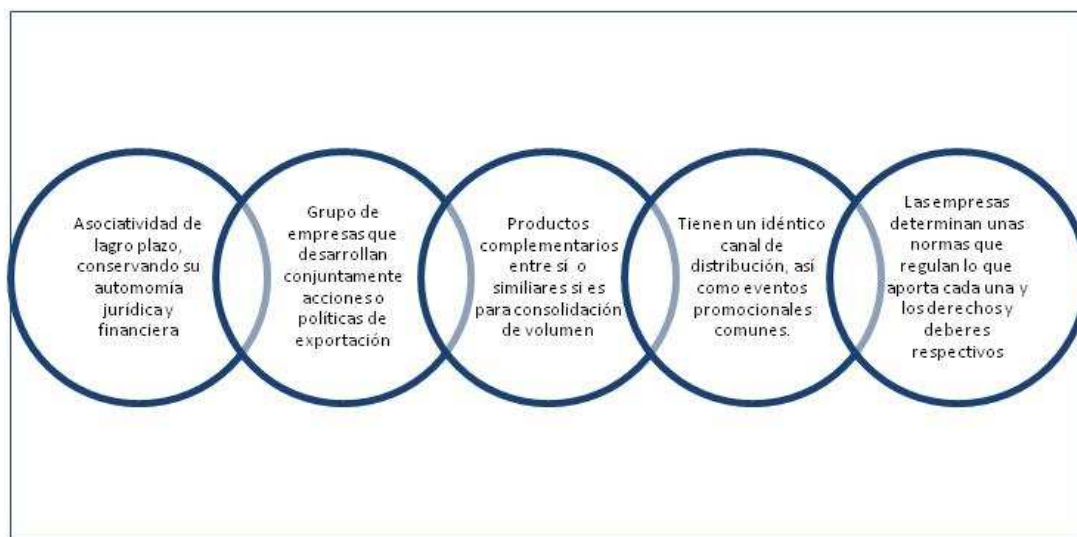 Asociatividad de
lagro plazo,
conservando su
automomía
jurídica y
financiera
Grupo de
empresas que
desarrollan
conjuntamente
acciones o
políticas de
exportación
Productos
complementarios
entre sí o
similiares si es
para consolidación
de volumen
Tienen un idéntico
canal de
distribución, así
como eventos
promocionales
comunes.
Las empresas
determinan unas
normas que
regulan lo que
aporta cada una y
los derechos y
deberes
respectivos